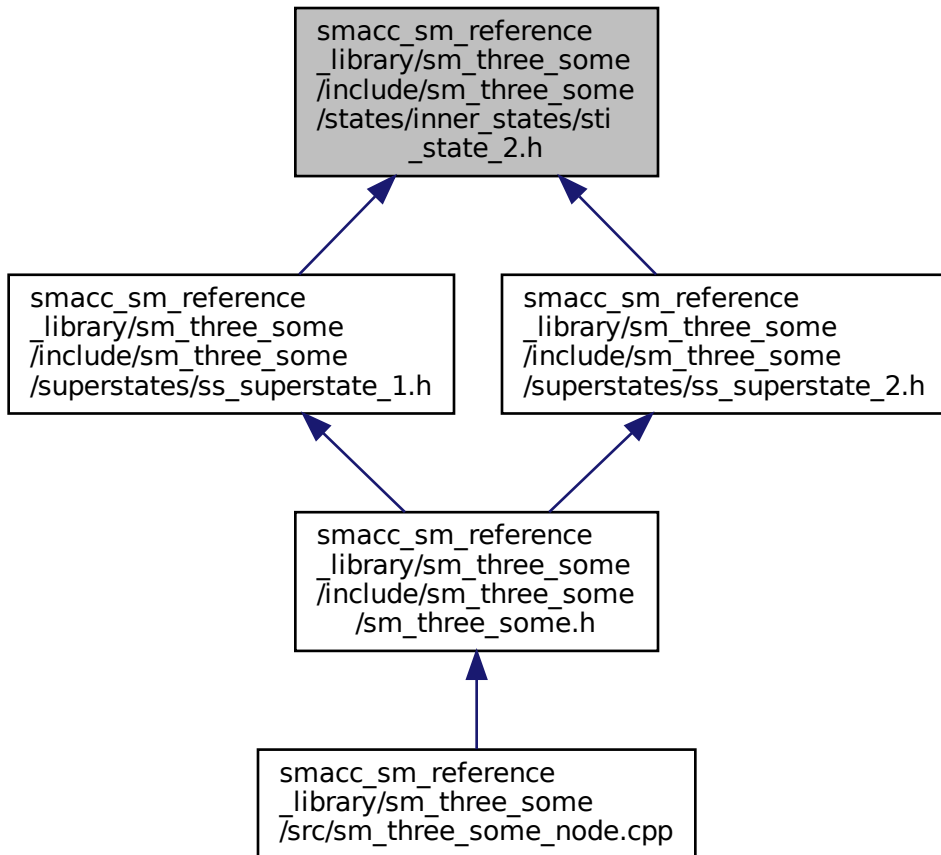 smacc_sm_reference
_library/sm_three_some
/include/sm_three_some
/states/inner_states/sti
_state_2.h
smacc_sm_reference
_library/sm_three_some
/include/sm_three_some
/superstates/ss_superstate_1.h
smacc_sm_reference
_library/sm_three_some
/include/sm_three_some
/superstates/ss_superstate_2.h
smacc_sm_reference
_library/sm_three_some
/include/sm_three_some
/sm_three_some.h
smacc_sm_reference
_library/sm_three_some
/src/sm_three_some_node.cpp